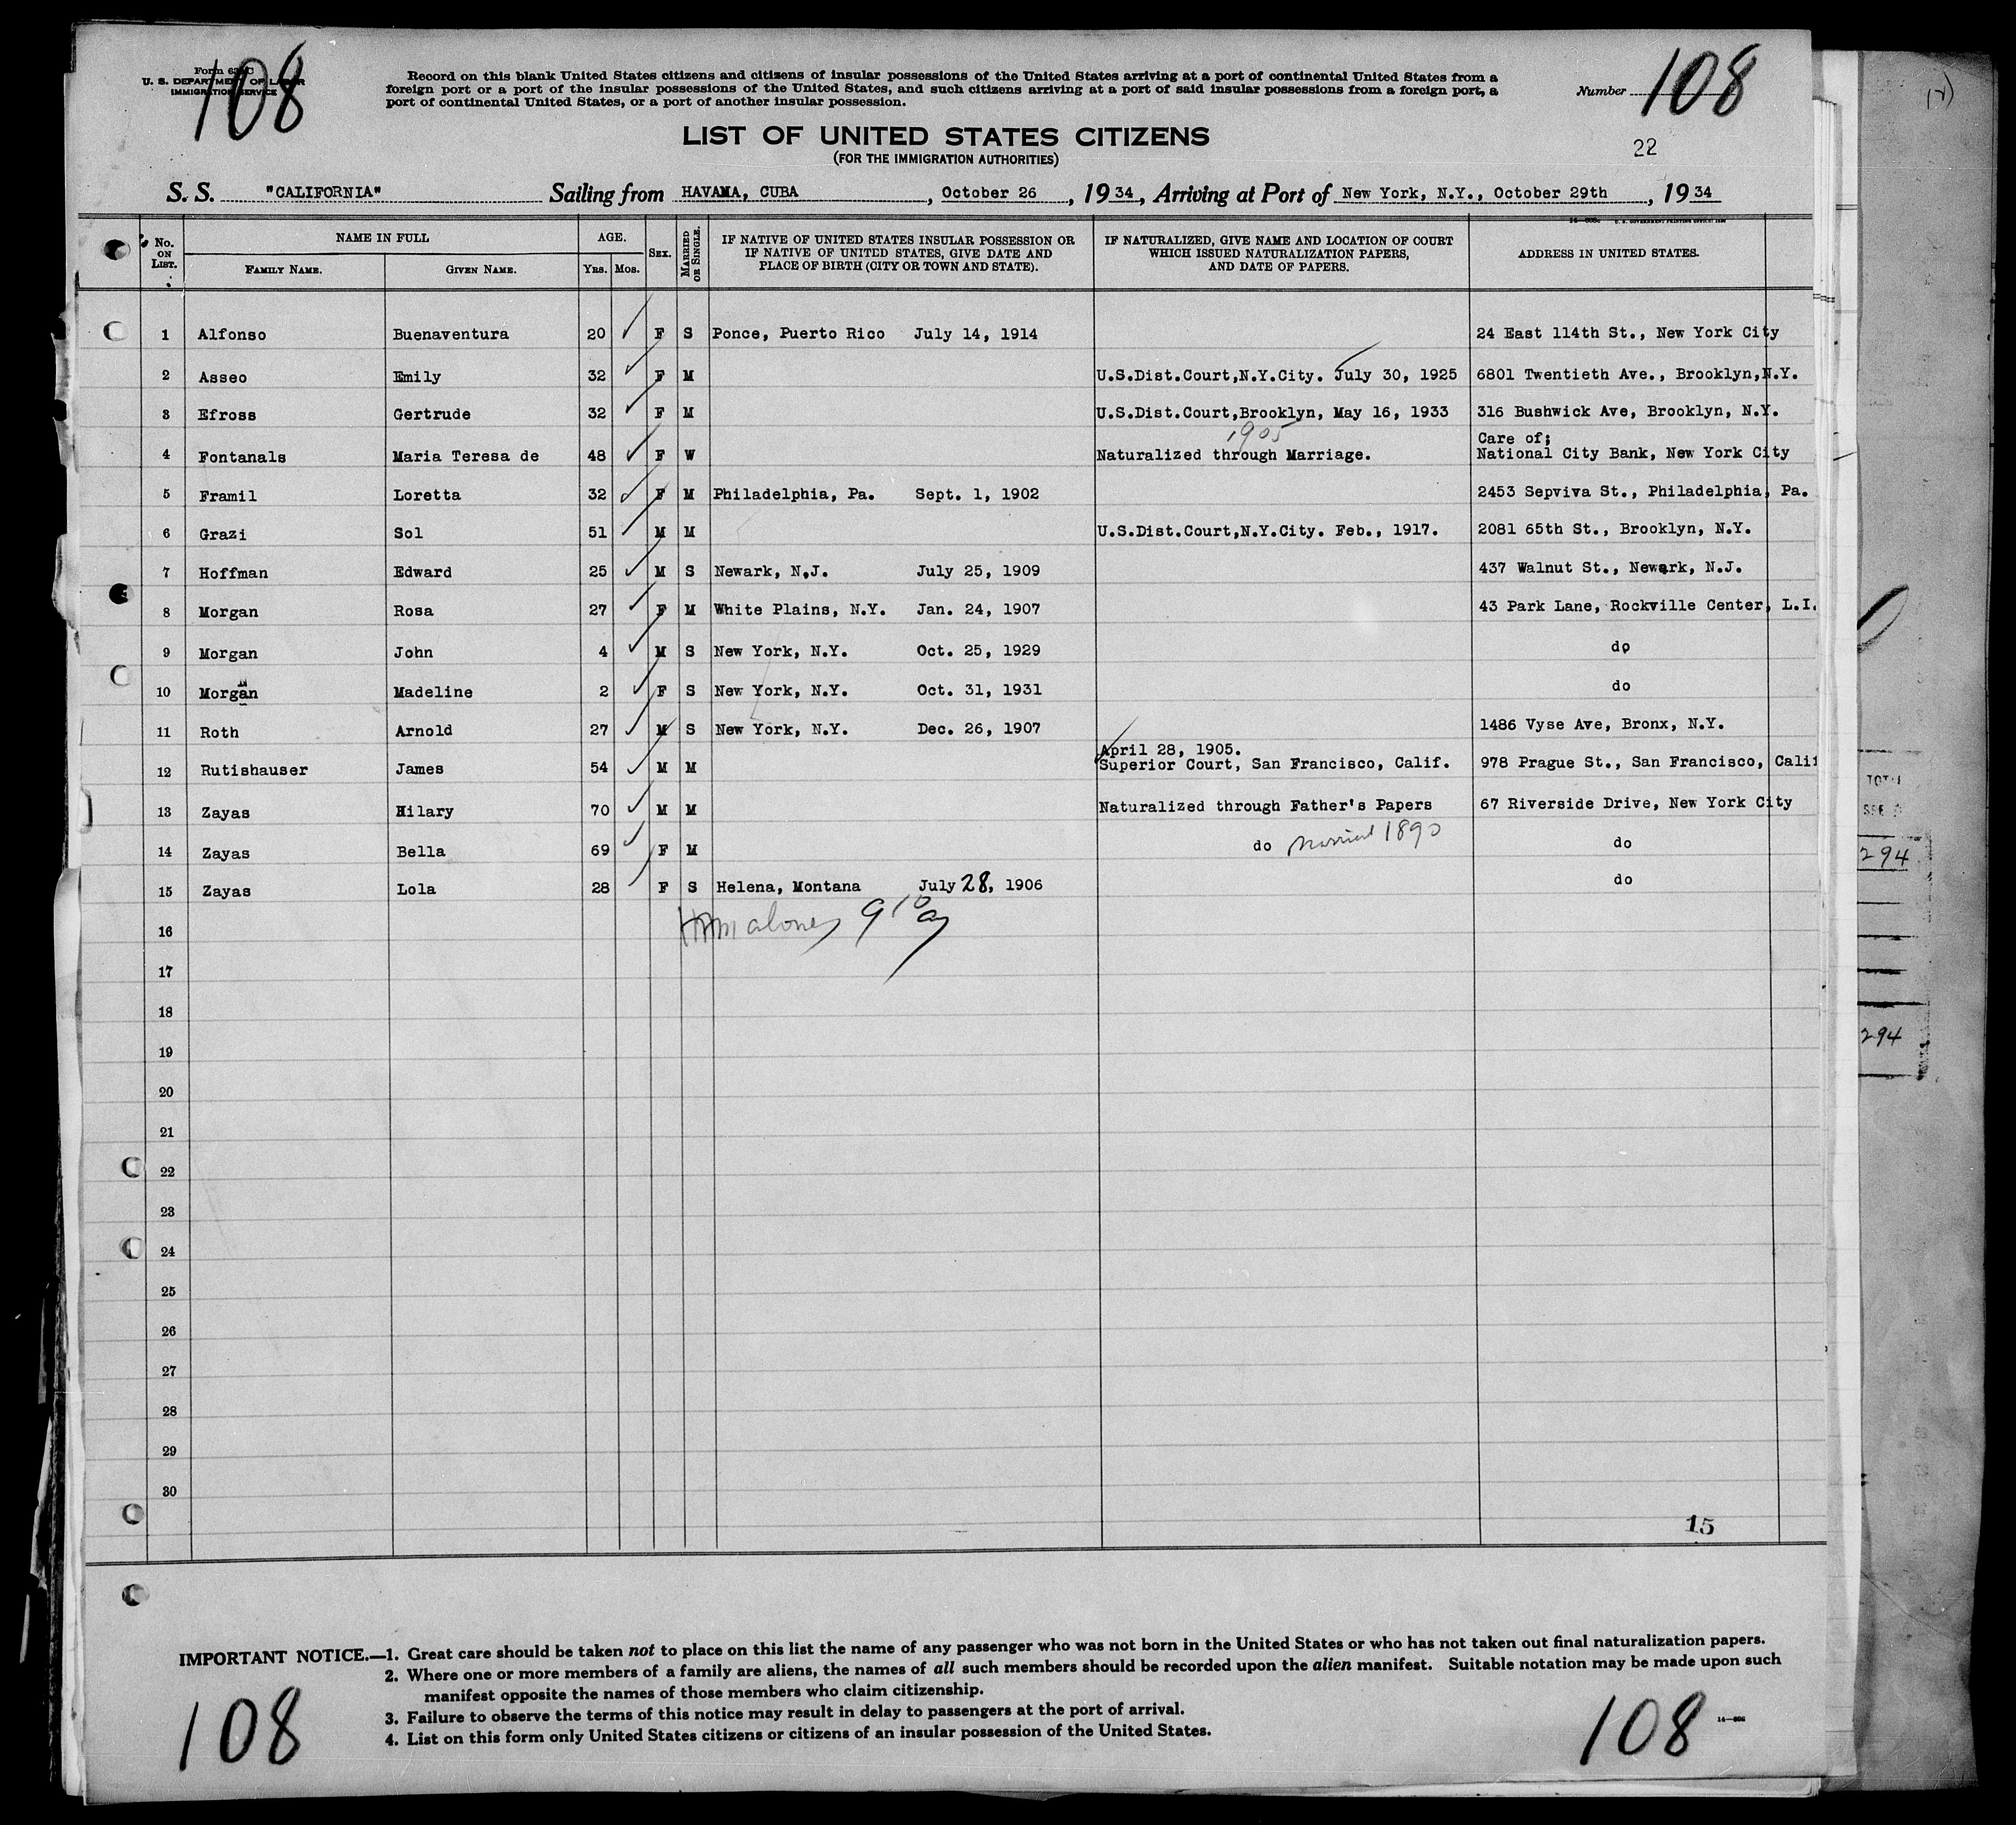 108
Form 630 C
U. S. DEPARTMENT OF LABOR
IMMIGRATION SERVICE
Record on this blank United States citizens and citizens of insular possessions of the United States arriving at a port of continental United States from a
foreign port or a port of the insular possessions of the United States, and such citizens arriving at a port of said insular possessions from a foreign port, a
port of continental United States, or a port of another insular possession.
Number 108
LIST OF UNITED STATES CITIZENS
(FOR THE IMMIGRATION AUTHORITIES)
22
S. S. "CALIFORNIA" Sailing from HAVANA, CUBA, October 26, 1934, Arriving at Port of New York, N.Y., October 29th, 1934
No. ON LIST. NAME IN FULL FAMILY NAME. GIVEN NAME. AGE. YRS. MOS. SEX. MARRIED OR SINGLE. IF NATIVE OF UNITED STATES INSULAR POSSESSION OR IF NATIVE OF UNITED STATES, GIVE DATE AND PLACE OF BIRTH (CITY OR TOWN AND STATE). IF NATURALIZED, GIVE NAME AND LOCATION OF COURT WHICH ISSUED NATURALIZATION PAPERS, AND DATE OF PAPERS. ADDRESS IN UNITED STATES.
1 Alfonso Buenaventura 20 F S Ponce, Puerto Rico July 14, 1914 24 East 114th St., New York City
2 Asseo Emily 32 F M U.S.Dist.Court,N.Y.City. July 30, 1925 6801 Twentieth Ave., Brooklyn,N.Y.
3 Efross Gertrude 32 F M U.S.Dist.Court,Brooklyn, May 16, 1933 316 Bushwick Ave, Brooklyn, N.Y.
1905 Care of;
4 Fontanals Maria Teresa de 48 F W Naturalized through Marriage. National City Bank, New York City
5 Framil Loretta 32 F M Philadelphia, Pa. Sept. 1, 1902 2453 Sepviva St., Philadelphia, Pa.
6 Grazi Sol 51 M M U.S.Dist.Court,N.Y.City. Feb., 1917. 2081 65th St., Brooklyn, N.Y.
7 Hoffman Edward 25 M S Newark, N.J. July 25, 1909 437 Walnut St., Newark, N.J.
8 Morgan Rosa 27 F M White Plains, N.Y. Jan. 24, 1907 43 Park Lane, Rockville Center, L.I.
9 Morgan John 4 M S New York, N.Y. Oct. 25, 1929 do
10 Morgan Madeline 2 F S New York, N.Y. Oct. 31, 1931 do
11 Roth Arnold 27 M S New York, N.Y. Dec. 26, 1907 1486 Vyse Ave, Bronx, N.Y.
April 28, 1905.
12 Rutishauser James 54 M M Superior Court, San Francisco, Calif. 978 Prague St., San Francisco, Calif
13 Zayas Hilary 70 M M Naturalized through Father's Papers 67 Riverside Drive, New York City
14 Zayas Bella 69 F M do Married 1890 do
15 Zayas Lola 28 F S Helena, Montana July 28, 1906 do
16
17
18
19
20
21
22
23
24
25
26
27
28
29
30
15
IMPORTANT NOTICE.—1. Great care should be taken not to place on this list the name of any passenger who was not born in the United States or who has not taken out final naturalization papers.
2. Where one or more members of a family are aliens, the names of all such members should be recorded upon the alien manifest. Suitable notation may be made upon such
manifest opposite the names of those members who claim citizenship.
3. Failure to observe the terms of this notice may result in delay to passengers at the port of arrival.
4. List on this form only United States citizens or citizens of an insular possession of the United States.
108
108
294
294